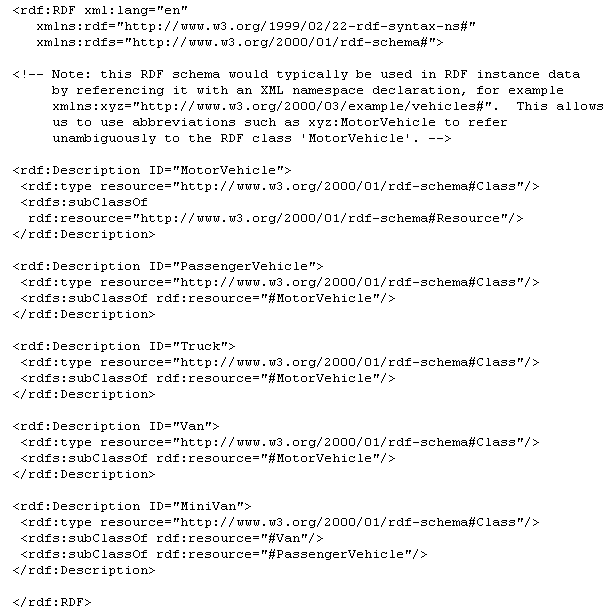 <rdf:RDF xml:lang="en"
xmlns:rdf="http://www.w3.org/1999/02/22-rdf-syntax-ns#"
xmlns:rdfs="http://www.w3.org/2000/01/rdf-schema#">
<!-- Note: this RDF schema would typically be used in RDF instance data
by referencing it with an XML namespace declaration, for example
xmlns:xyz="http://www.w3.org/2000/03/example/vehicles#".  This allows
us to use abbreviations such as xyz:MotorVehicle to refer
unambiguously to the RDF class 'MotorVehicle'. -->
<rdf:Description ID="MotorVehicle">
<rdf:type resource="http://www.w3.org/2000/01/rdf-schema#Class"/>
<rdfs:subClassOf
rdf:resource="http://www.w3.org/2000/01/rdf-schema#Resource"/>
</rdf:Description>
<rdf:Description ID="PassengerVehicle">
<rdf:type resource="http://www.w3.org/2000/01/rdf-schema#Class"/>
<rdfs:subClassOf rdf:resource="#MotorVehicle"/>
</rdf:Description>
<rdf:Description ID="Truck">
<rdf:type resource="http://www.w3.org/2000/01/rdf-schema#Class"/>
<rdfs:subClassOf rdf:resource="#MotorVehicle"/>
</rdf:Description>
<rdf:Description ID="Van">
<rdf:type resource="http://www.w3.org/2000/01/rdf-schema#Class"/>
<rdfs:subClassOf rdf:resource="#MotorVehicle"/>
</rdf:Description>
<rdf:Description ID="MiniVan">
<rdf:type resource="http://www.w3.org/2000/01/rdf-schema#Class"/>
<rdfs:subClassOf rdf:resource="#Van"/>
<rdfs:subClassOf rdf:resource="#PassengerVehicle"/>
</rdf:Description>
</rdf:RDF>